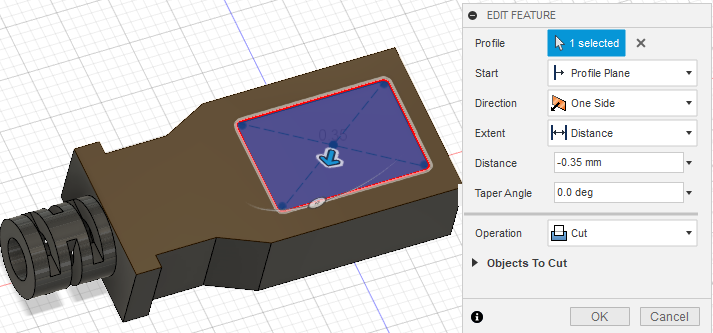 EDIT FEATURE
Profile 1 selected
Start Profile Plane
Direction One Side
Extent Distance
Distance -0.35 mm
Taper Angle 0.0 deg
Operation Cut
Objects To Cut
OK Cancel